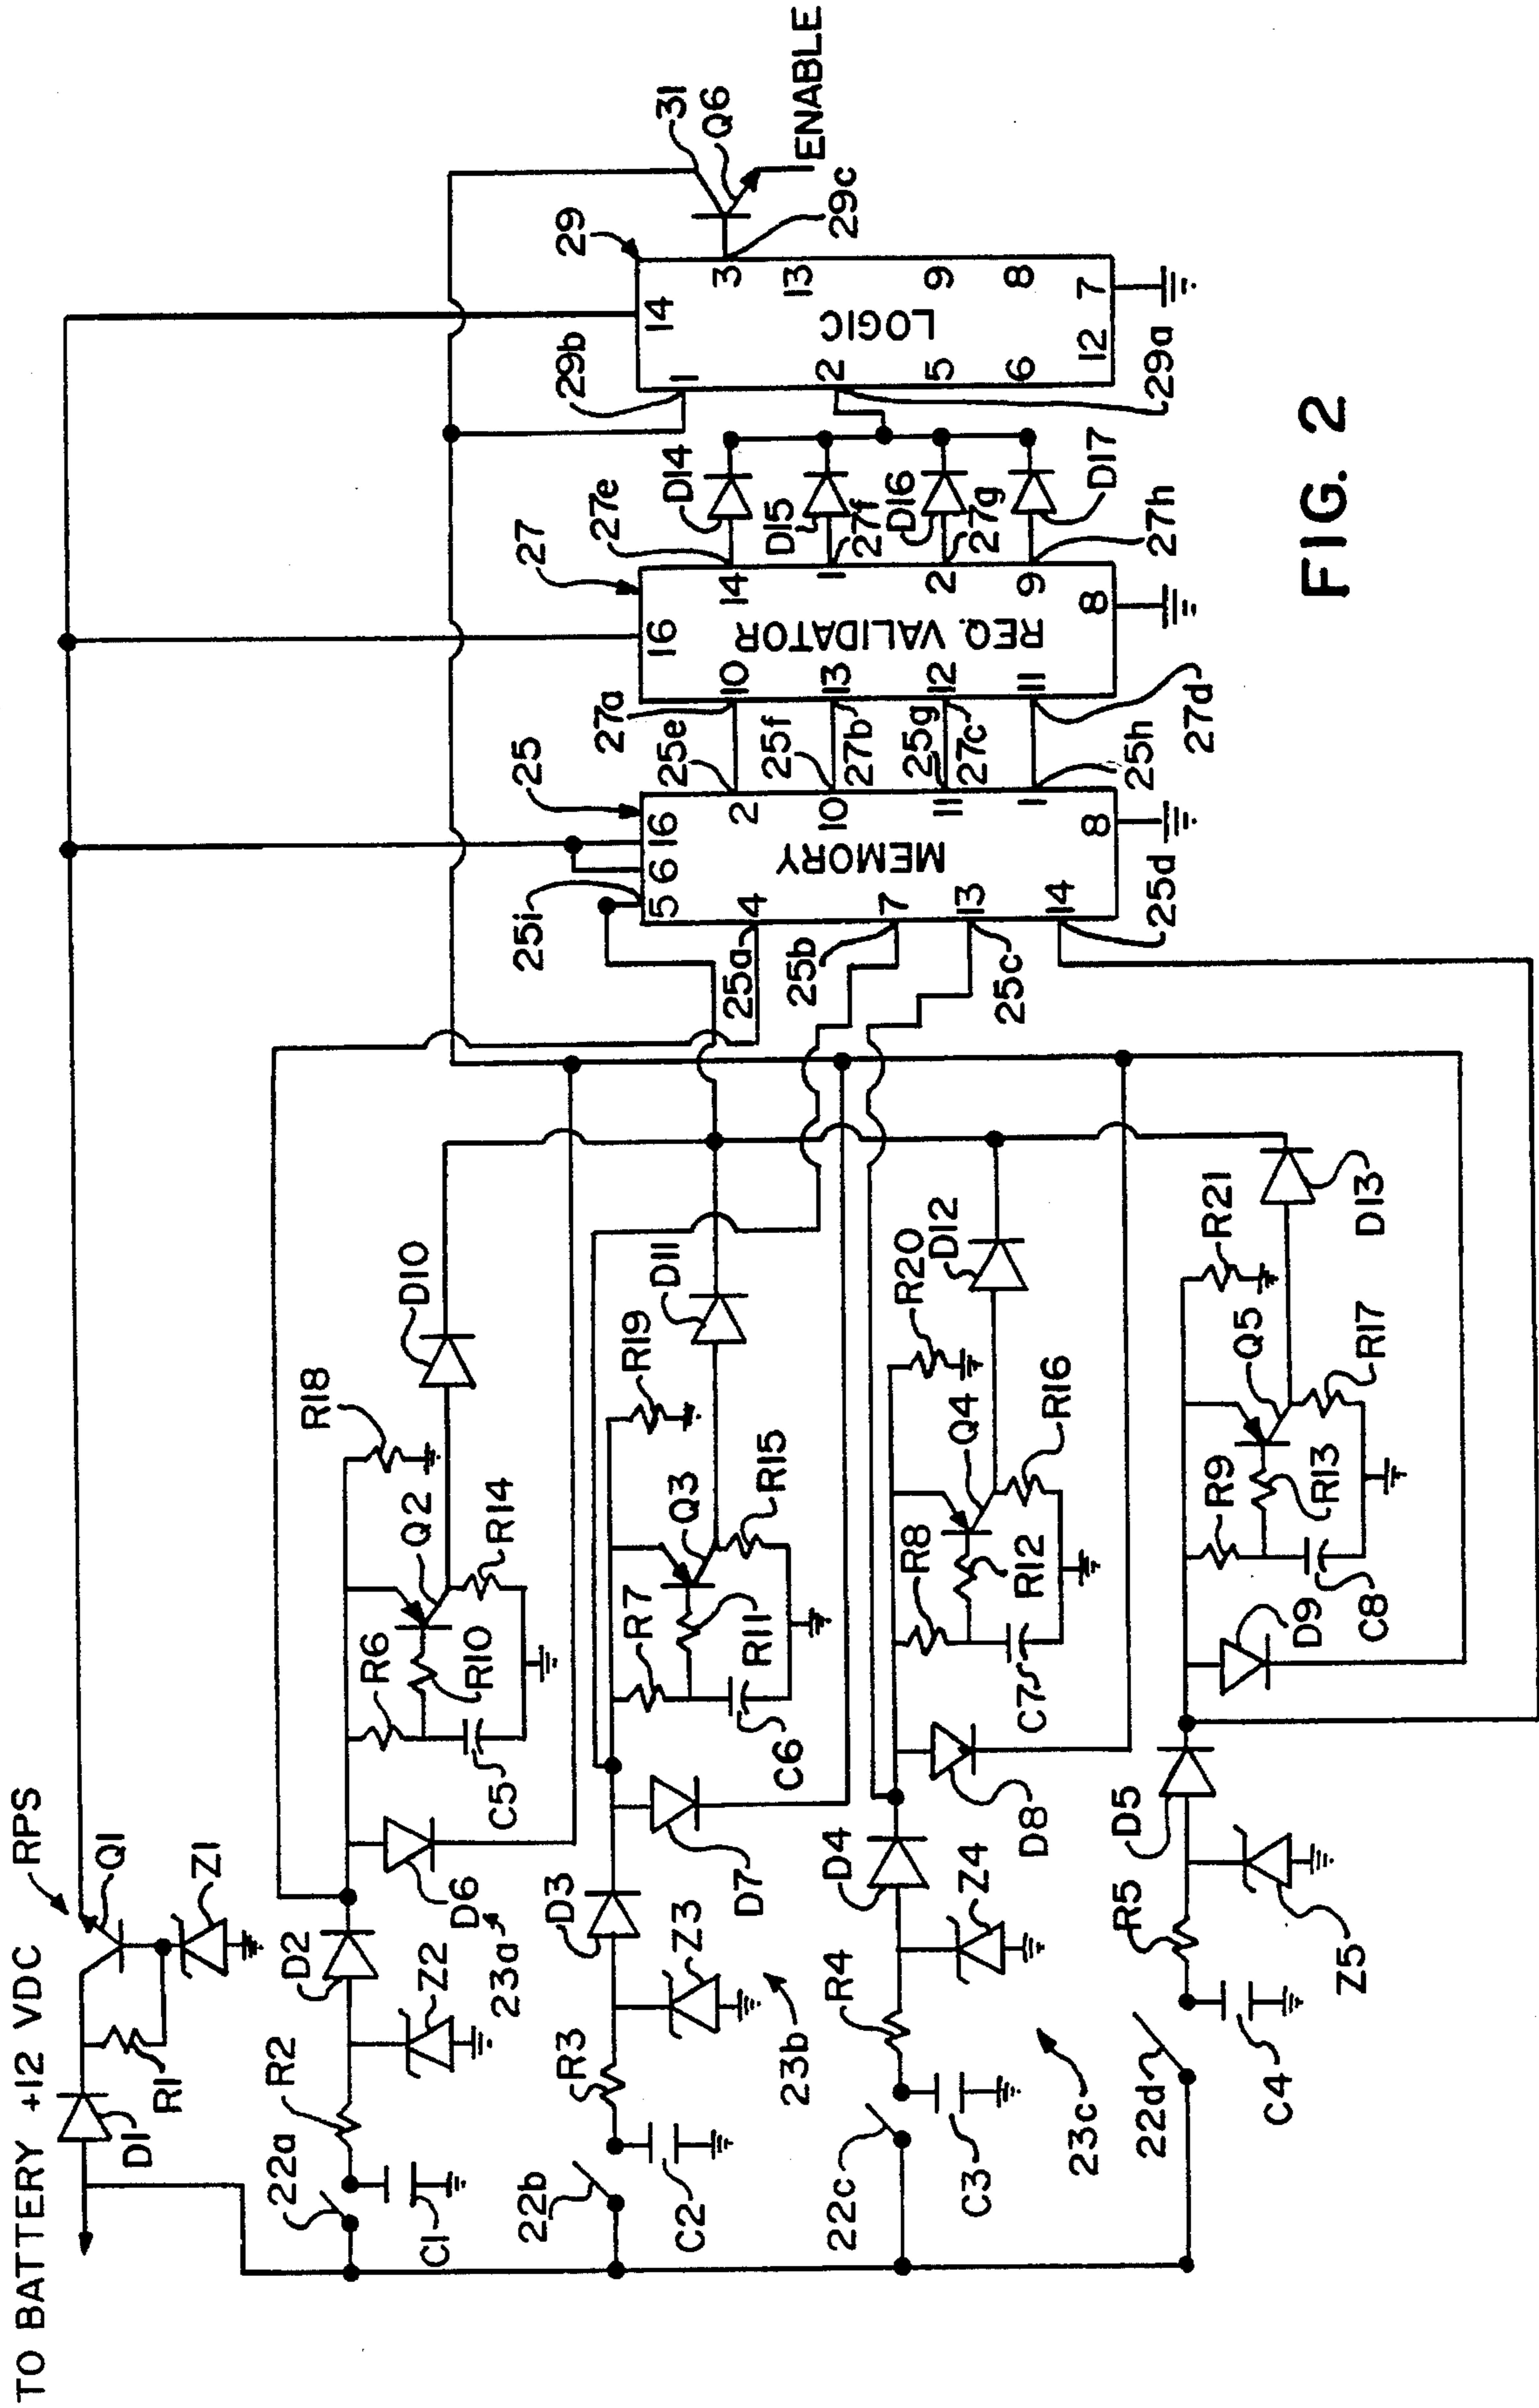 TO BATTERY +12 VDC
RPS
Q1
D1
R1
Z1
22a
R2
C1
D2
Z2
D6
23a
R6
C5
R10
Q2
R14
R18
D10
22b
R3
C2
D3
Z3
23b
D7
R7
C6
R11
Q3
R15
R19
D11
22c
R4
C3
D4
Z4
23c
D8
R8
C7
R12
Q4
R16
R20
D12
22d
R5
C4
D5
Z5
D9
R9
C8
R13
Q5
R17
R21
D13
25
25i
25a
25b
25c
25d
5 6 16
4
7
13
14
MEMORY
2
10
11
1
8
25e
25f
25g
25h
27
27a
27b
27c
27d
16
10
13
12
11
REQ. VALIDATOR
14
1
2
9
8
27e
27f
27g
27h
D14
D15
D16
D17
29
29b
29a
14
1
2
5
6
12
LOGIC
3
13
9
8
7
29c
31
Q6
ENABLE
FIG. 2